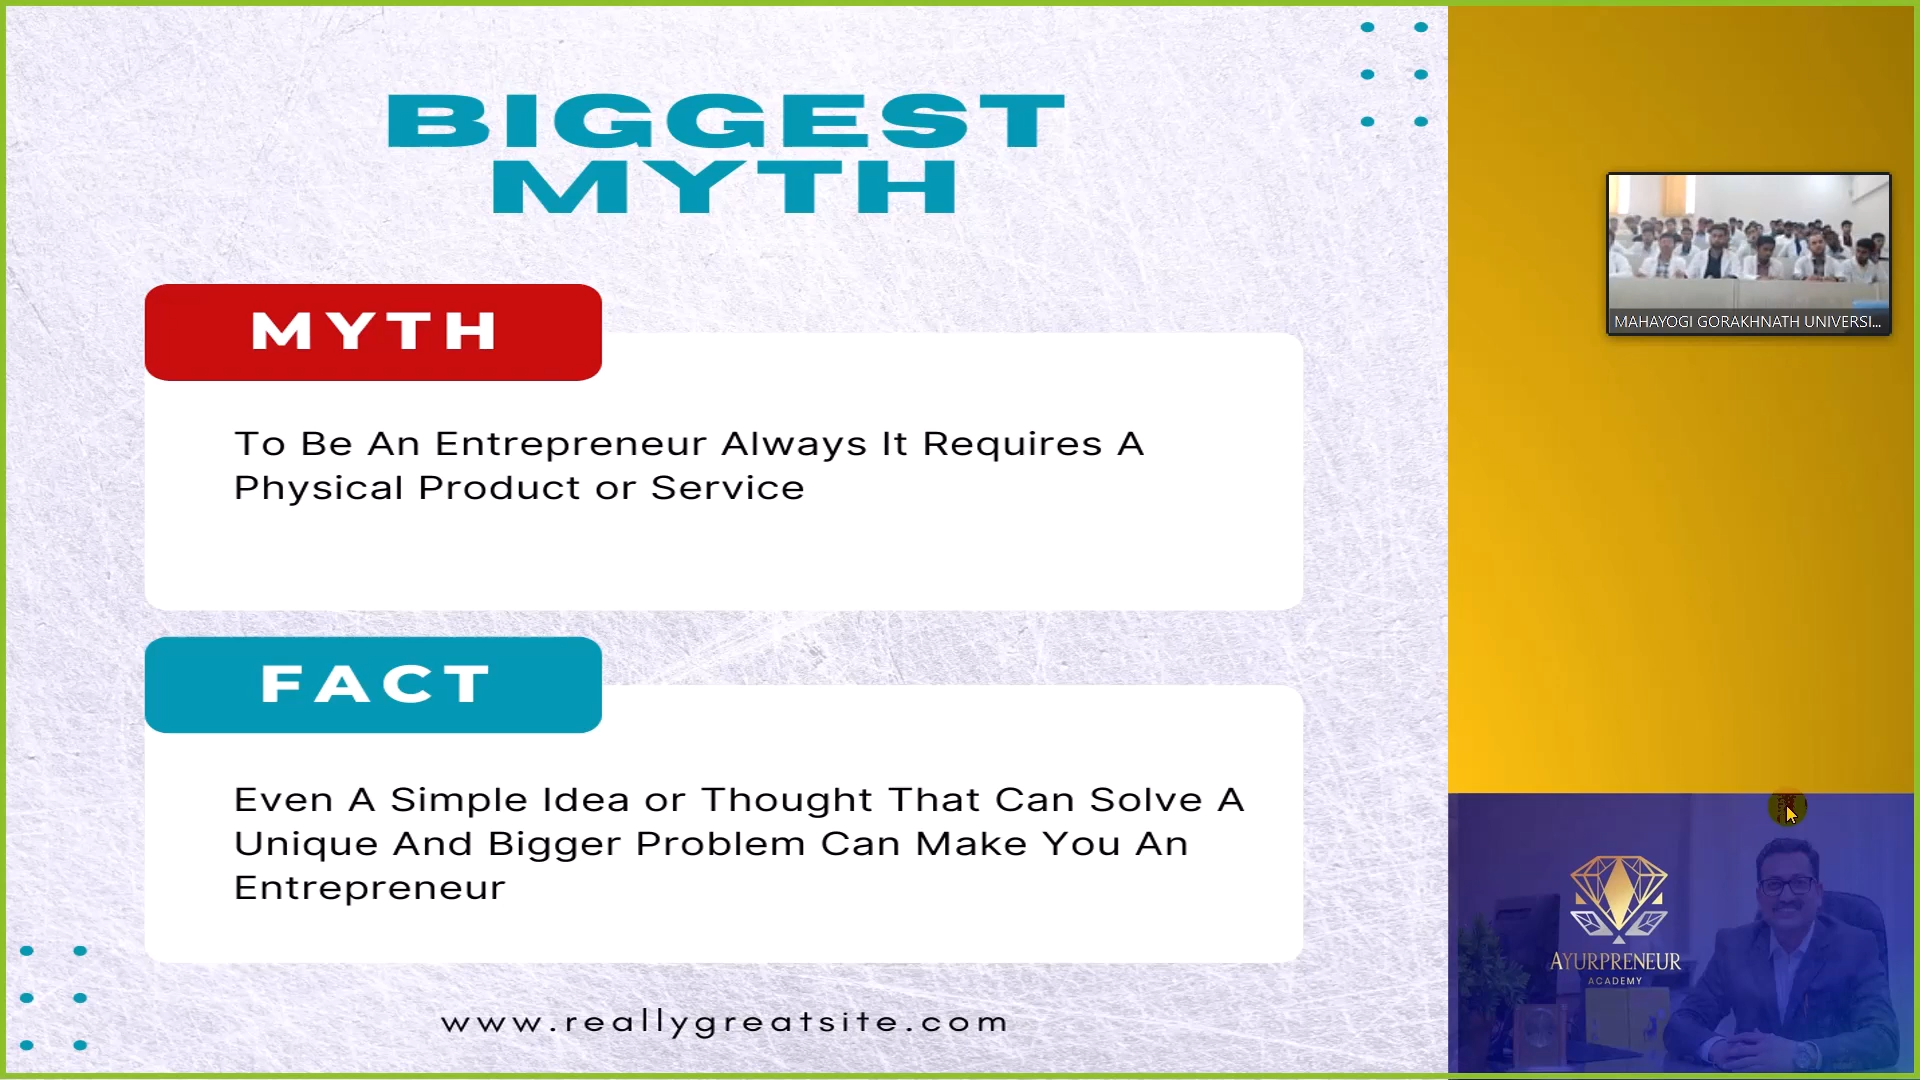 BIGGEST
MYTH
MYTH
To Be An Entrepreneur Always It Requires A
Physical Product or Service
FACT
Even A Simple Idea or Thought That Can Solve A
Unique And Bigger Problem Can Make You An
Entrepreneur
www.reallygreatsite.com
MAHAYOGI GORAKHNATH UNIVERSI...
AYURPRENEUR
ACADEMY